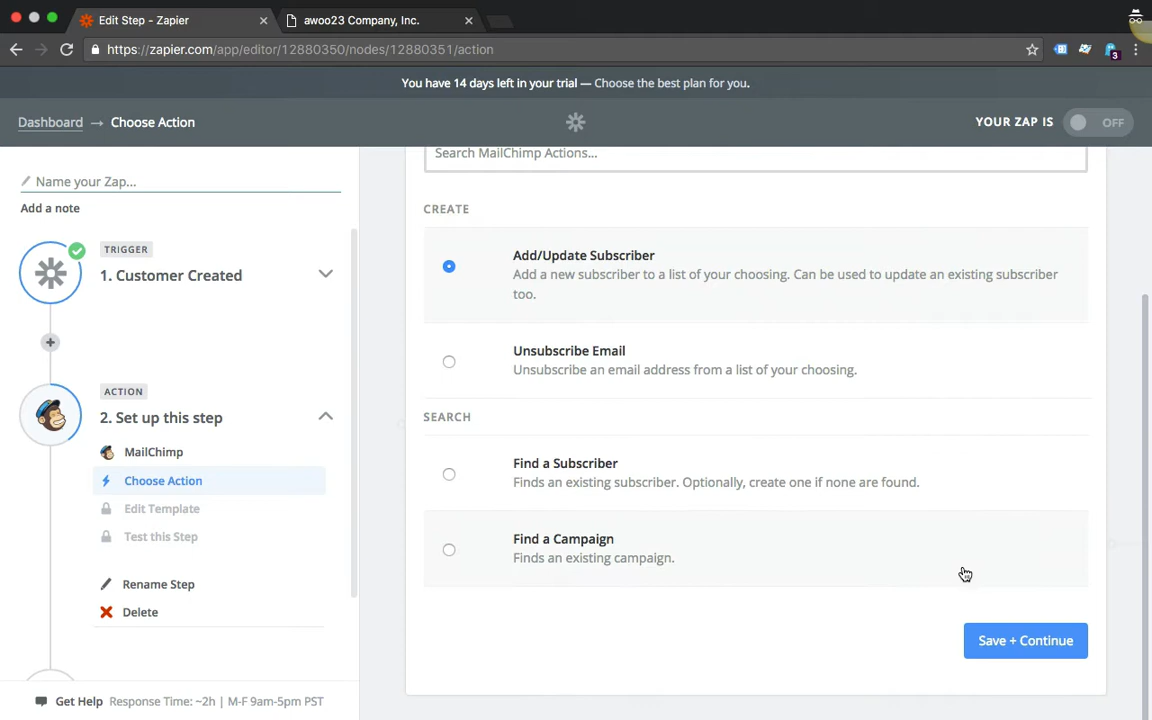 Edit Step - Zapier
awoo23 Company, Inc.
https://zapier.com/app/editor/12880350/nodes/12880351/action
3
You have 14 days left in your trial — Choose the best plan for you.
Dashboard → Choose Action
YOUR ZAP IS OFF
Name your Zap...
Add a note
TRIGGER
1. Customer Created
ACTION
2. Set up this step
MailChimp
Choose Action
Edit Template
Test this Step
Rename Step
Delete
Get Help Response Time: ~2h | M-F 9am-5pm PST
Search MailChimp Actions...
CREATE
Add/Update Subscriber
Add a new subscriber to a list of your choosing. Can be used to update an existing subscriber
too.
Unsubscribe Email
Unsubscribe an email address from a list of your choosing.
SEARCH
Find a Subscriber
Finds an existing subscriber. Optionally, create one if none are found.
Find a Campaign
Finds an existing campaign.
Save + Continue